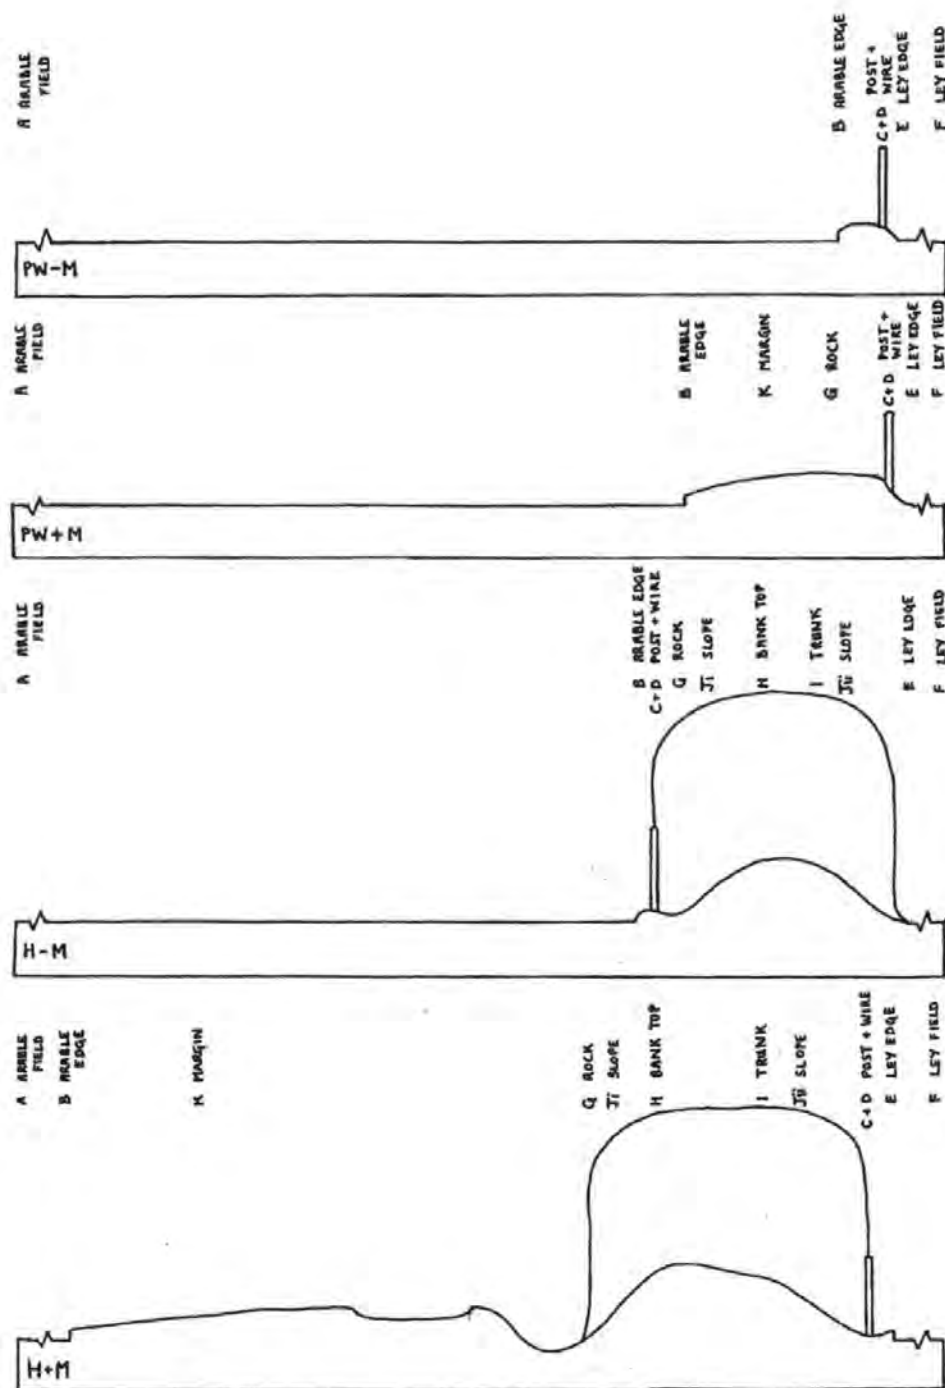 A ARABLE
FIELD
B ARABLE EDGE
C+D POST +
WIRE
E LEY EDGE
F LEY FIELD
PW-M
A ARABLE
FIELD
B ARABLE
EDGE
K MARGIN
G ROCK
C+D POST +
WIRE
E LEY EDGE
F LEY FIELD
PW+M
A ARABLE
FIELD
B ARABLE EDGE
C+D POST + WIRE
G ROCK
Ji SLOPE
H BANK TOP
I TRUNK
Jii SLOPE
E LEY EDGE
F LEY FIELD
H-M
A ARABLE
FIELD
B ARABLE
EDGE
K MARGIN
G ROCK
Ji SLOPE
H BANK TOP
I TRUNK
Jii SLOPE
C+D POST + WIRE
E LEY EDGE
F LEY FIELD
H+M